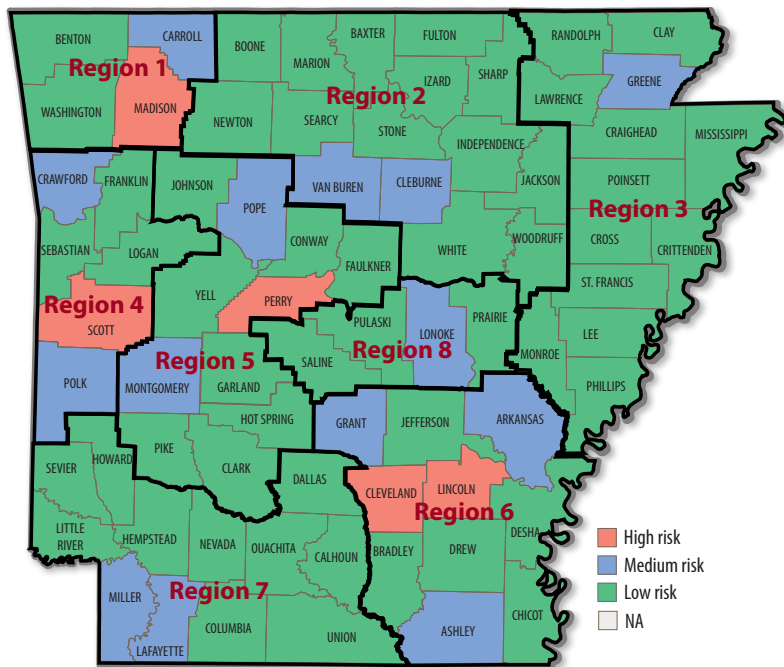 BENTON
CARROLL
BOONE
BAXTER
FULTON
RANDOLPH
CLAY
MARION
Region 1
SHARP
IZARD
GREENE
Region 2
WASHINGTON
MADISON
LAWRENCE
NEWTON
SEARCY
STONE
INDEPENDENCE
CRAIGHEAD
MISSISSIPPI
CRAWFORD
FRANKLIN
JOHNSON
POPE
VAN BUREN
CLEBURNE
JACKSON
POINSETT
Region 3
SEBASTIAN
LOGAN
CONWAY
FAULKNER
WHITE
WOODRUFF
CROSS
CRITTENDEN
YELL
PERRY
ST. FRANCIS
Region 4
SCOTT
PULASKI
LONOKE
PRAIRIE
LEE
Region 5
SALINE
Region 8
MONROE
POLK
MONTGOMERY
GARLAND
PHILLIPS
HOT SPRING
GRANT
JEFFERSON
ARKANSAS
SEVIER
HOWARD
PIKE
CLARK
DALLAS
CLEVELAND
LINCOLN
Region 6
LITTLE
RIVER
HEMPSTEAD
NEVADA
OUACHITA
CALHOUN
BRADLEY
DREW
DESHA
MILLER
Region 7
LAFAYETTE
COLUMBIA
UNION
ASHLEY
CHICOT
High risk
Medium risk
Low risk
NA